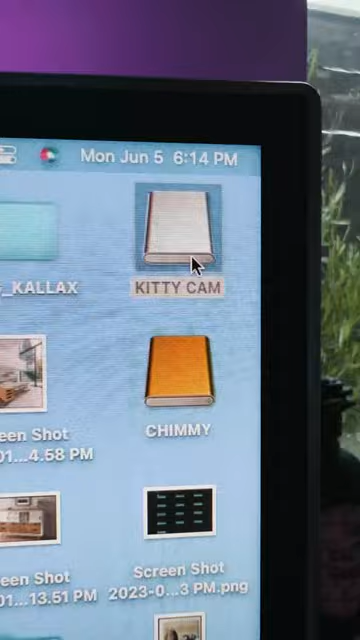 Mon Jun 5 6:14 PM
_KALLAX
KITTY CAM
CHIMMY
een Shot
01...4.58 PM
een Shot
01...13.51 PM
Screen Shot
2023-0...3 PM.png